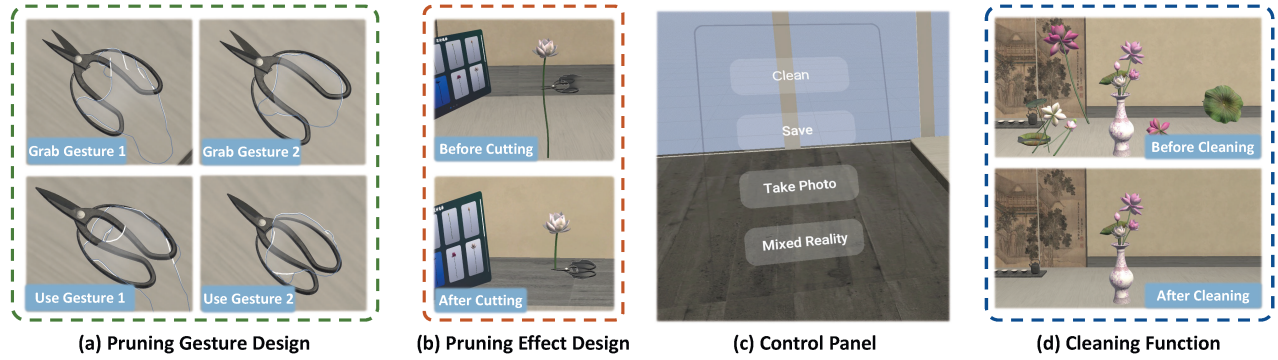 Grab Gesture 1
Grab Gesture 2
Use Gesture 1
Use Gesture 2
Before Cutting
After Cutting
Clean
Save
Take Photo
Mixed Reality
Before Cleaning
After Cleaning
(a) Pruning Gesture Design
(b) Pruning Effect Design
(c) Control Panel
(d) Cleaning Function